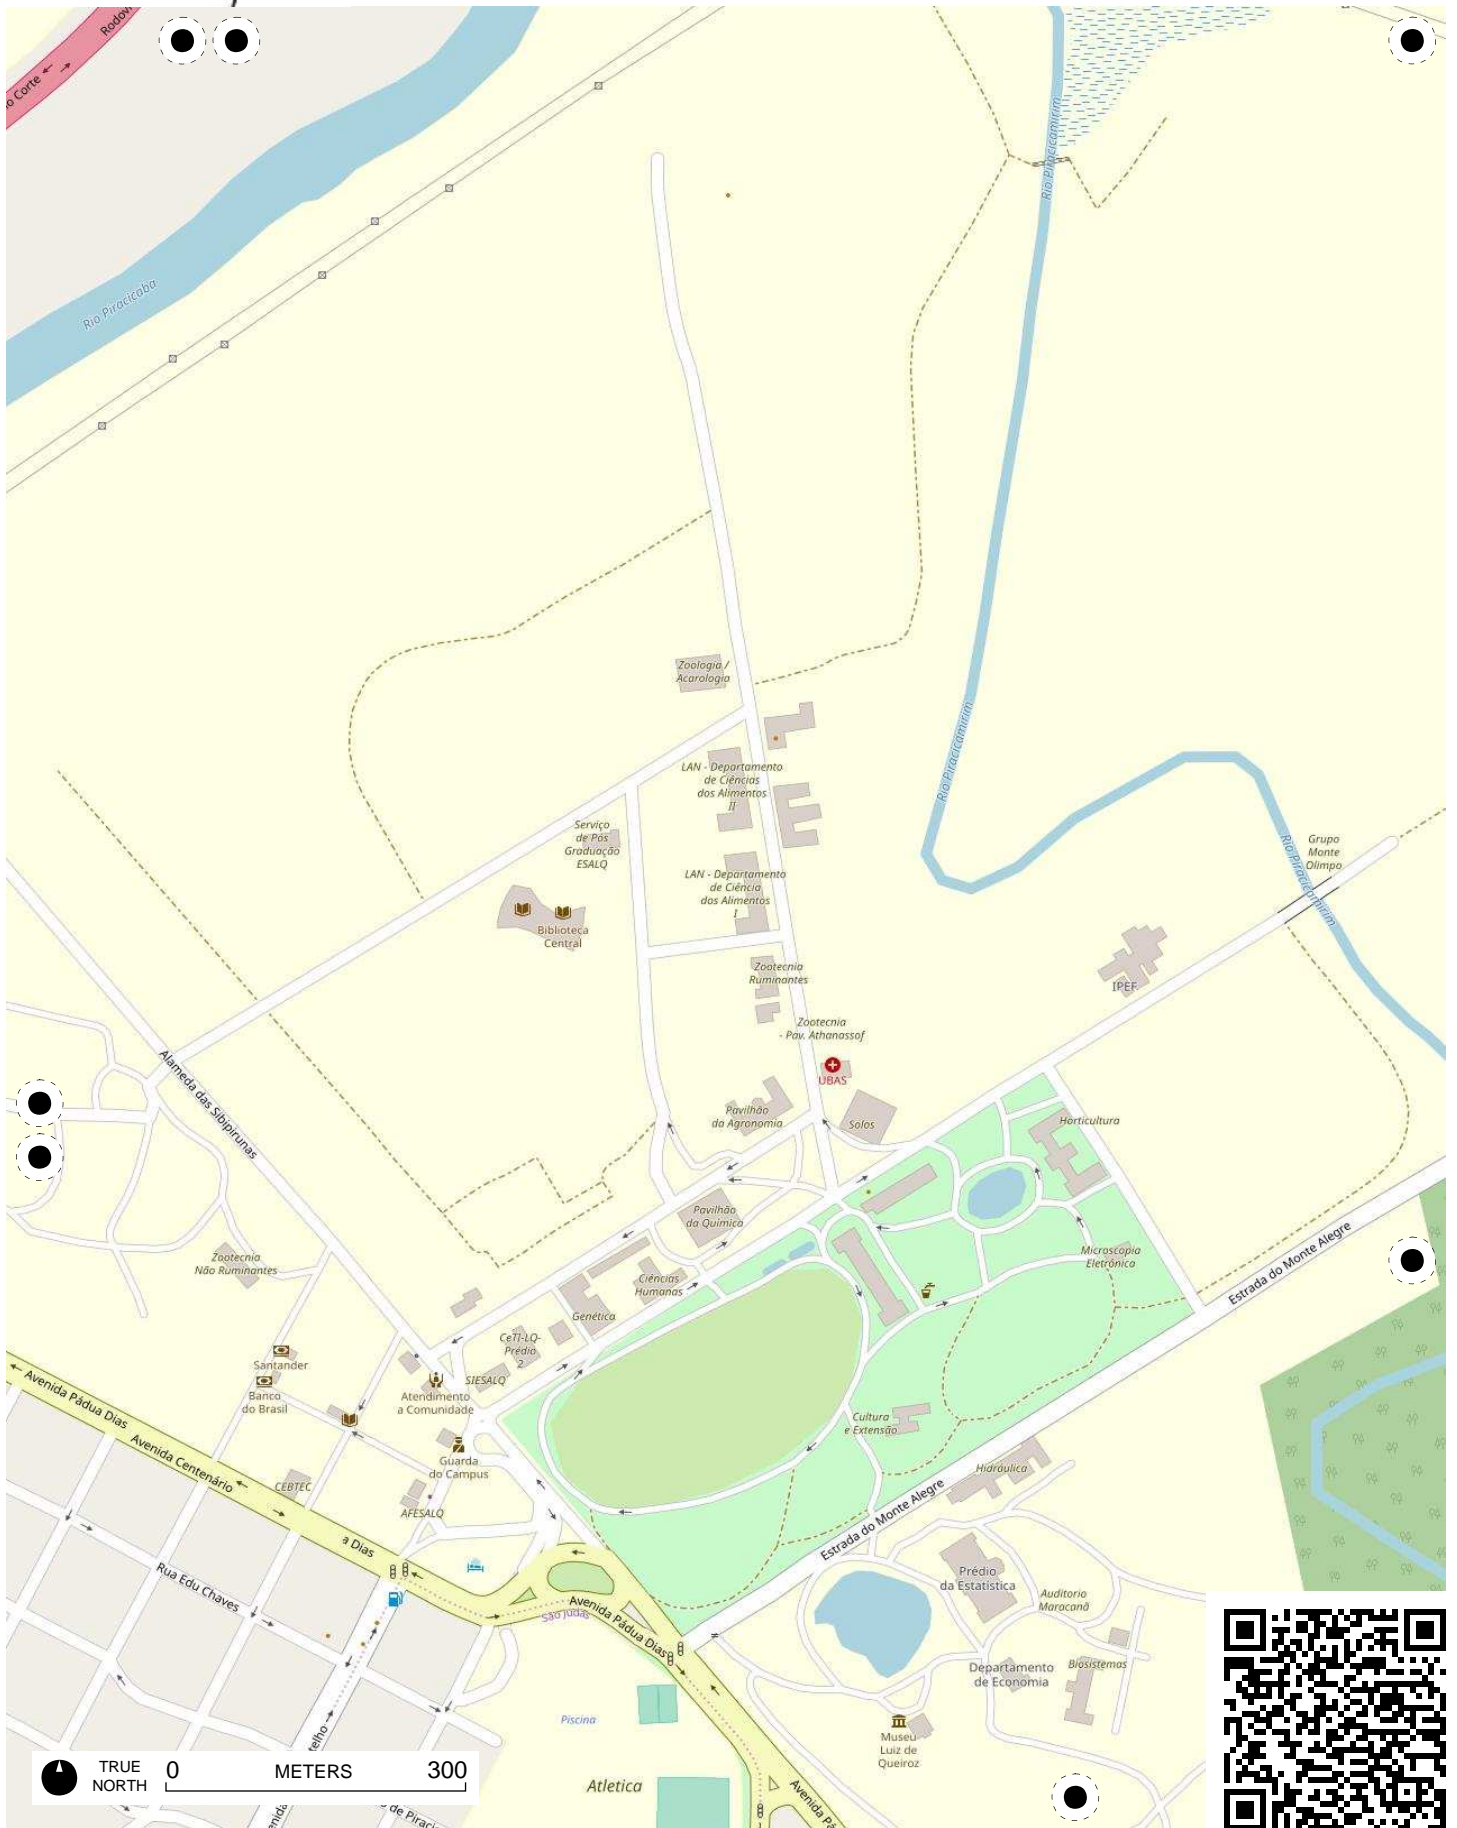 o Corte
Rio Piracicaba
Rio Piracicamirim
Zoologia /
Acarologia
Rio Piracicamirim
LAN - Departamento
de Ciências
dos Alimentos
II
Serviço
de Pós
Graduação
ESALQ
Grupo
Monte
Olimpo
Rio Piracicamirim
LAN - Departamento
de Ciência
dos Alimentos
I
Biblioteca
Central
Zootecnia
Ruminantes
IPEF
Zootecnia
- Pav. Athanassof
UBAS
Alameda das Sibipirunas
Pavilhão
da Agronomia
Solos
Horticultura
Pavilhão
da Química
Zootecnia
Não Ruminantes
Microscopia
Eletrônica
Estrada do Monte Alegre
Ciências
Humanas
Genética
CeTI-LQ-
Prédio
2
Santander
SIESALQ
Banco
do Brasil
Atendimento
a Comunidade
Avenida Pádua Dias
Cultura
e Extensão
Avenida Centenário
Guarda
do Campus
Hidráulica
CEBTEC
AFESALQ
Estrada do Monte Alegre
a Dias
Prédio
da Estatística
Rua Edu Chaves
Auditorio
Maracanã
Avenida Pádua Dias
São Judas
Departamento
de Economia
Biosistemas
Piscina
Museu
Luiz de
Queiroz
TRUE
NORTH
0 METERS 300
Atletica
telho
Avenida Pá
enida
de Piraci